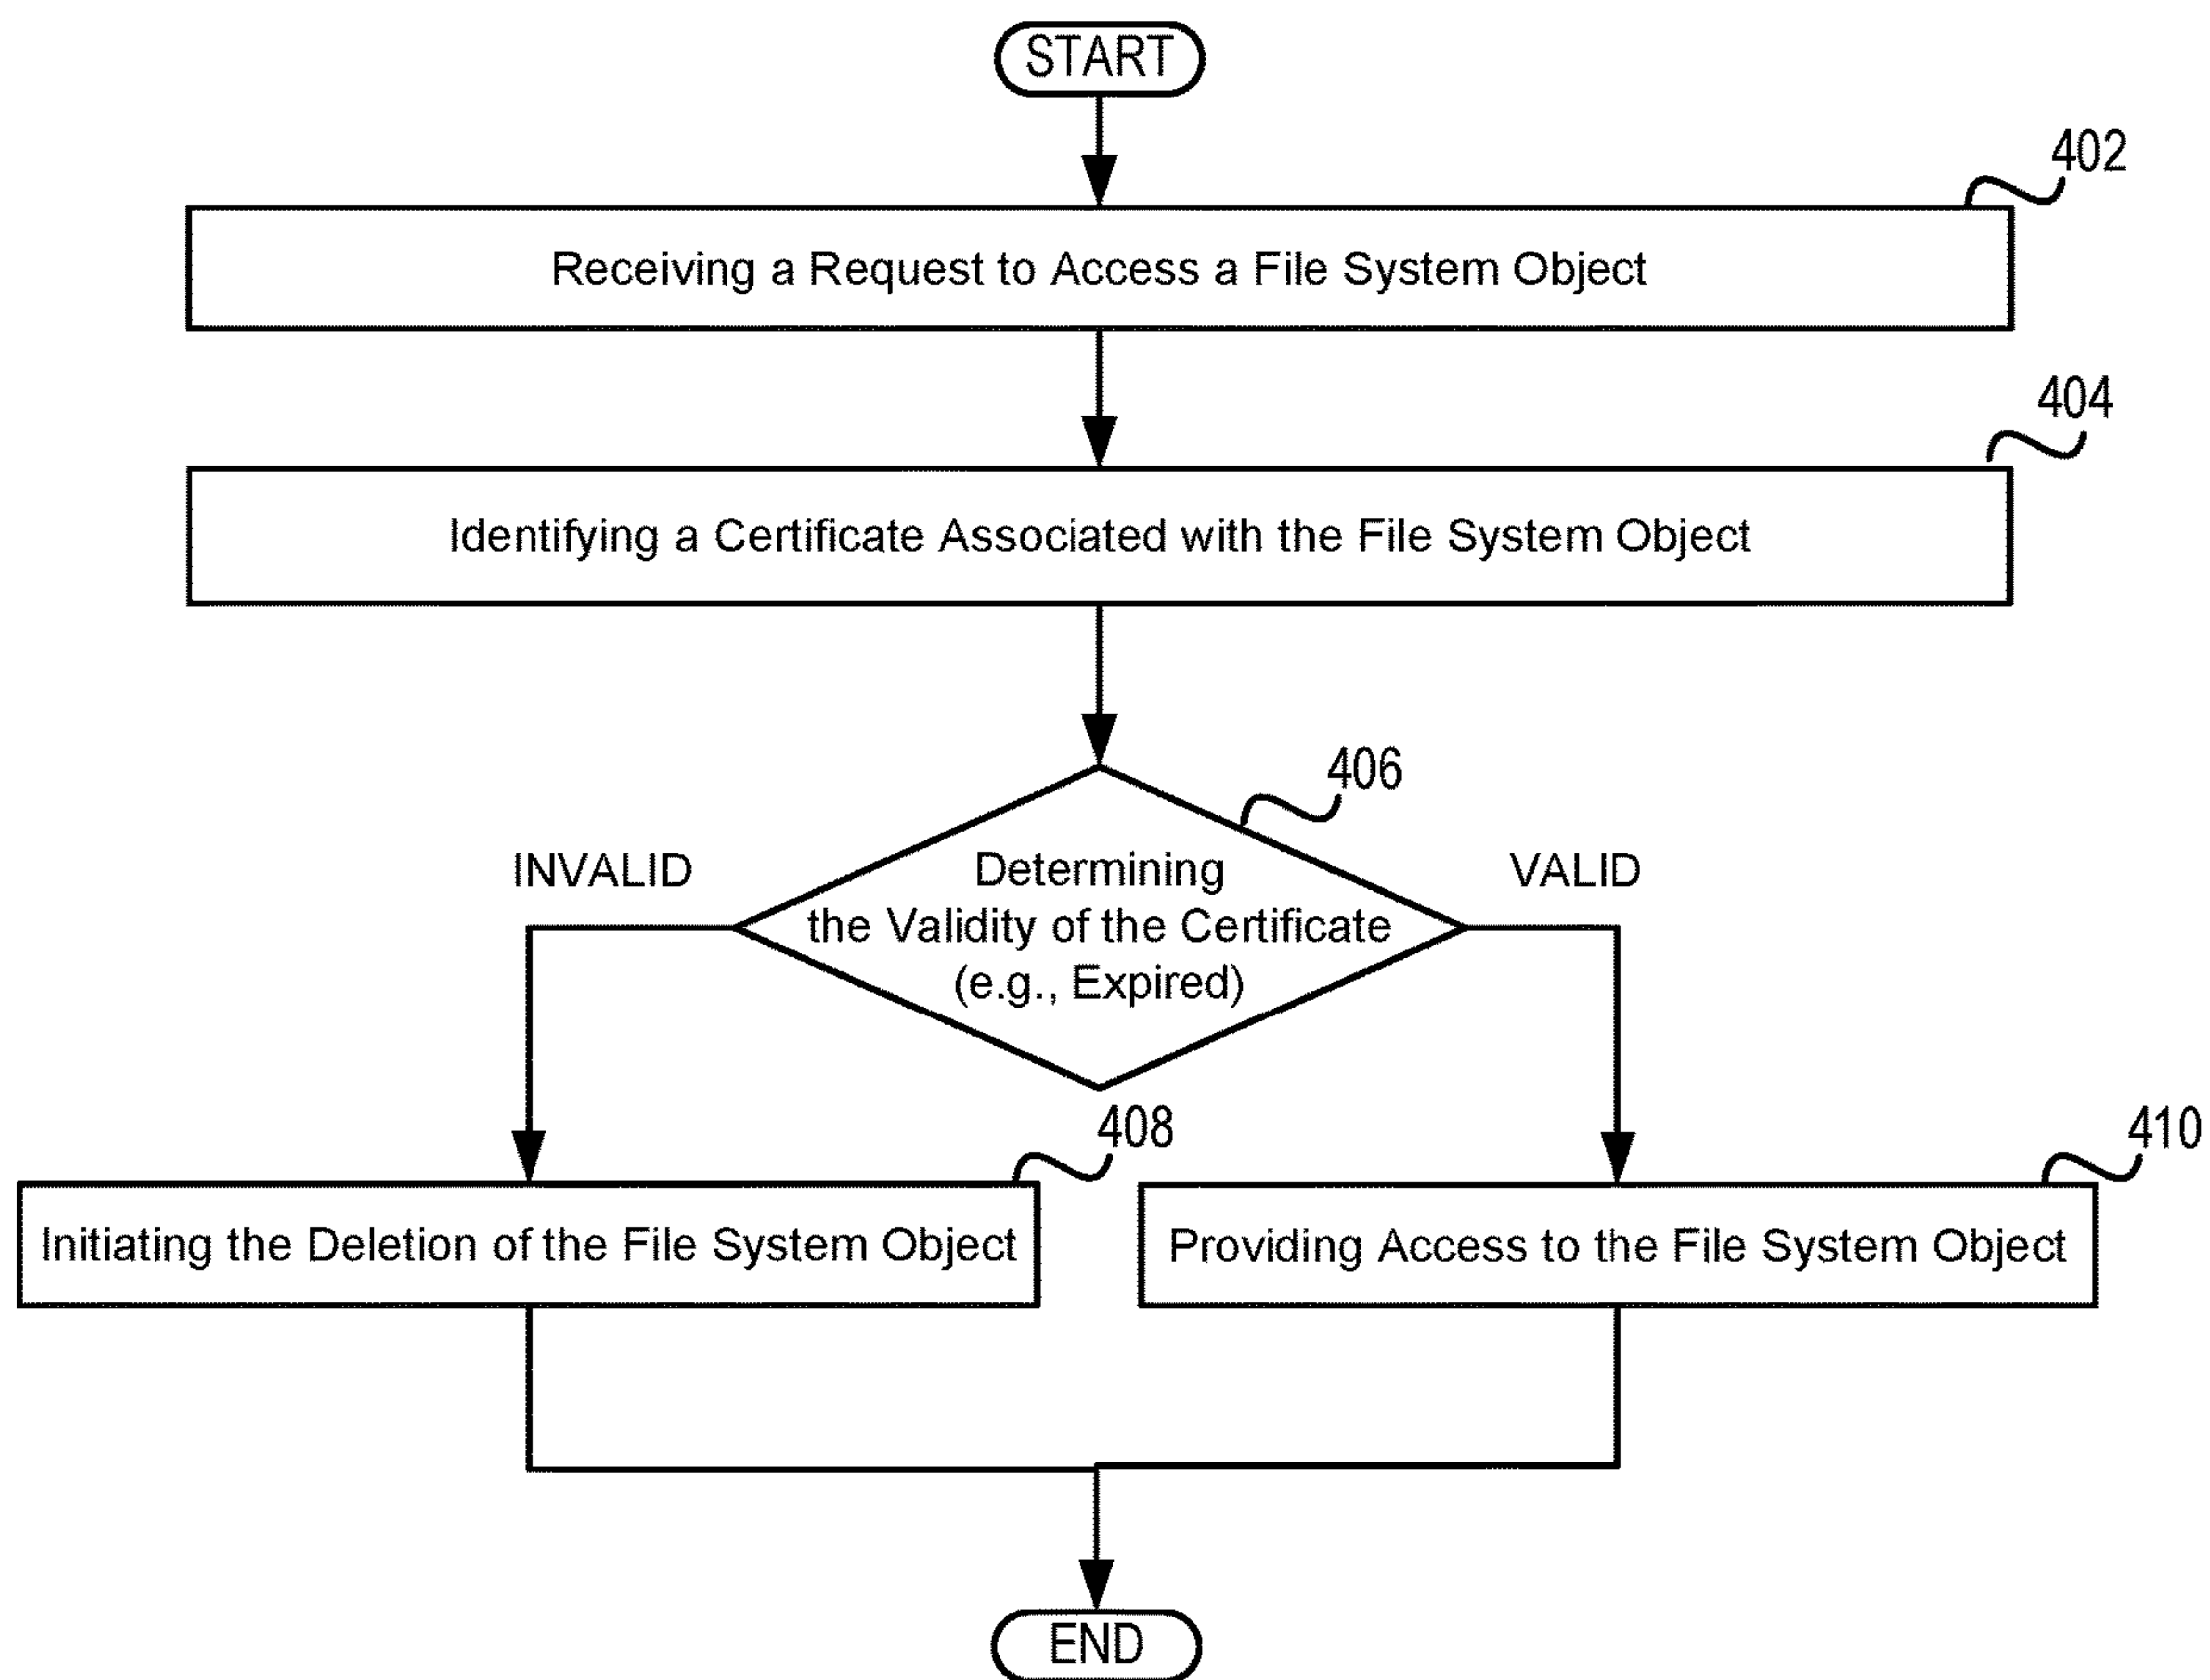 START
402
Receiving a Request to Access a File System Object
404
Identifying a Certificate Associated with the File System Object
406
INVALID
VALID
Determining
the Validity of the Certificate
(e.g., Expired)
408
410
Initiating the Deletion of the File System Object
Providing Access to the File System Object
END